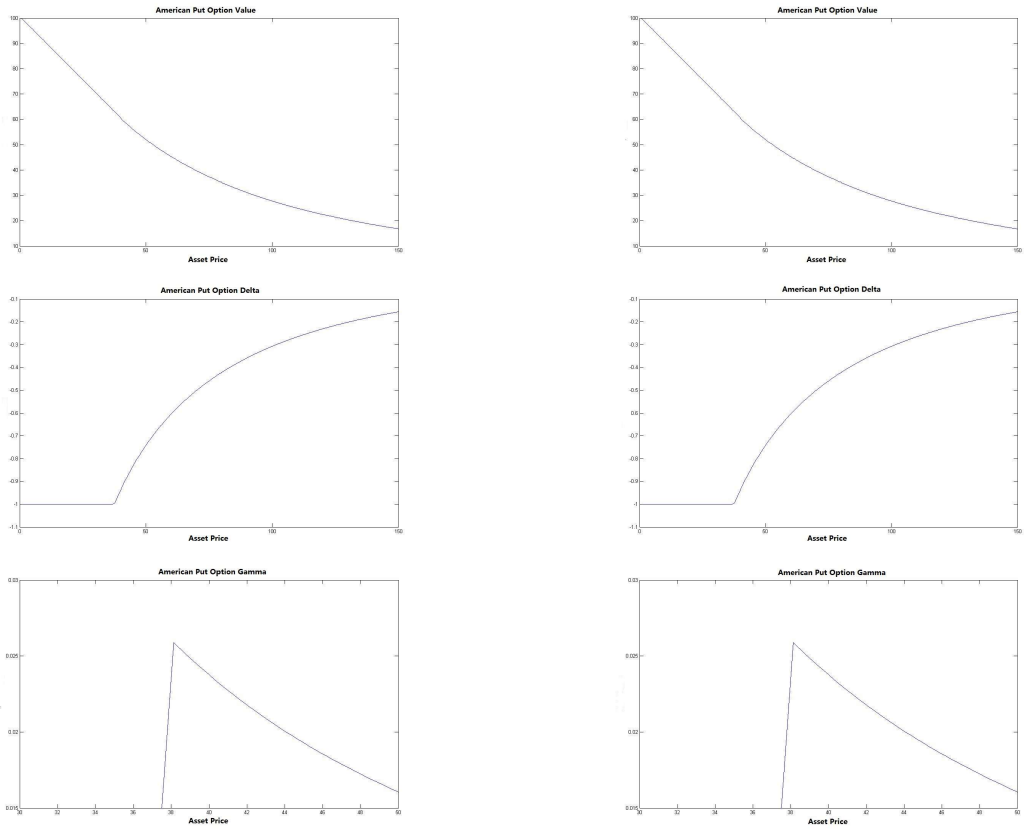 American Put Option Value
100
90
80
70
60
50
40
30
20
10
0 50 100 150
Asset Price
American Put Option Value
100
90
80
70
60
50
40
30
20
10
0 50 100 150
Asset Price
American Put Option Delta
-0.1
-0.2
-0.3
-0.4
-0.5
-0.6
-0.7
-0.8
-0.9
-1
-1.1
0 50 100 150
Asset Price
American Put Option Delta
-0.1
-0.2
-0.3
-0.4
-0.5
-0.6
-0.7
-0.8
-0.9
-1
-1.1
0 50 100 150
Asset Price
American Put Option Gamma
0.03
0.025
0.02
0.015
30 32 34 36 38 40 42 44 46 48 50
Asset Price
American Put Option Gamma
0.03
0.025
0.02
0.015
30 32 34 36 38 40 42 44 46 48 50
Asset Price